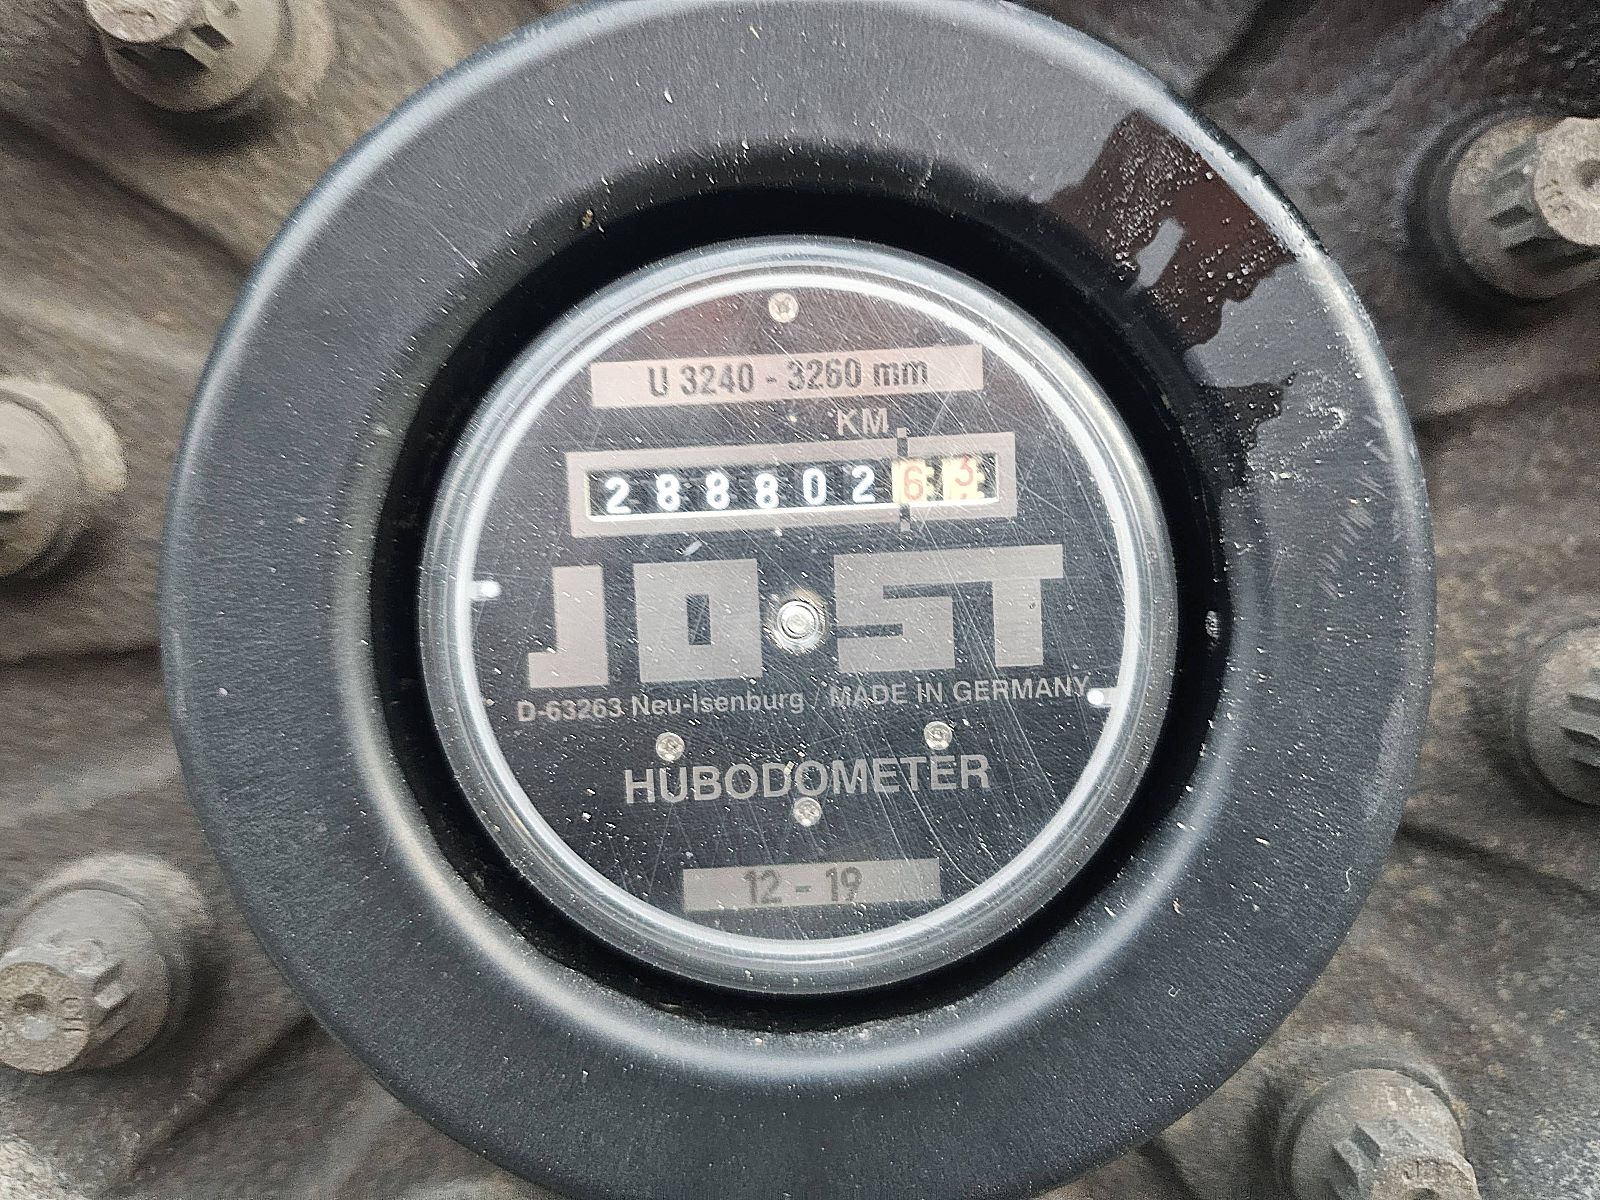 U 3240 - 3260 mm
KM
28880263
JOST
D-63263 Neu-Isenburg / MADE IN GERMANY
HUBODOMETER
12 - 19